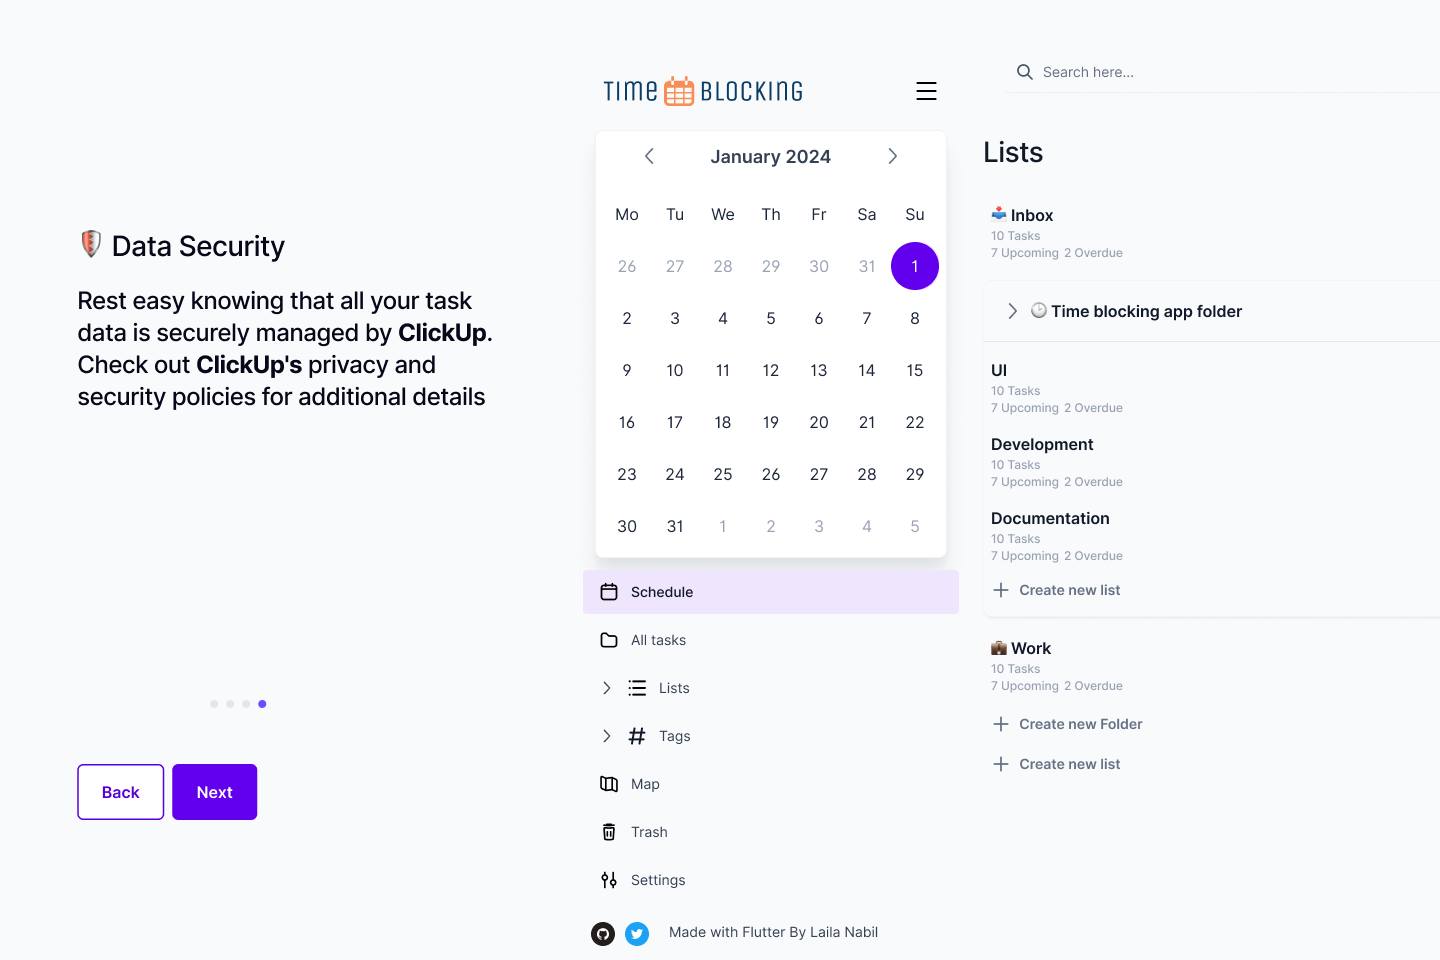 Data Security
Rest easy knowing that all your task
data is securely managed by ClickUp.
Check out ClickUp's privacy and
security policies for additional details
Back
Next
TIME BLOCKING
January 2024
Mo Tu We Th Fr Sa Su
26 27 28 29 30 31 1
2 3 4 5 6 7 8
9 10 11 12 13 14 15
16 17 18 19 20 21 22
23 24 25 26 27 28 29
30 31 1 2 3 4 5
Schedule
All tasks
Lists
Tags
Map
Trash
Settings
Made with Flutter By Laila Nabil
Search here...
Lists
Inbox
10 Tasks
7 Upcoming 2 Overdue
Time blocking app folder
UI
10 Tasks
7 Upcoming 2 Overdue
Development
10 Tasks
7 Upcoming 2 Overdue
Documentation
10 Tasks
7 Upcoming 2 Overdue
Create new list
Work
10 Tasks
7 Upcoming 2 Overdue
Create new Folder
Create new list